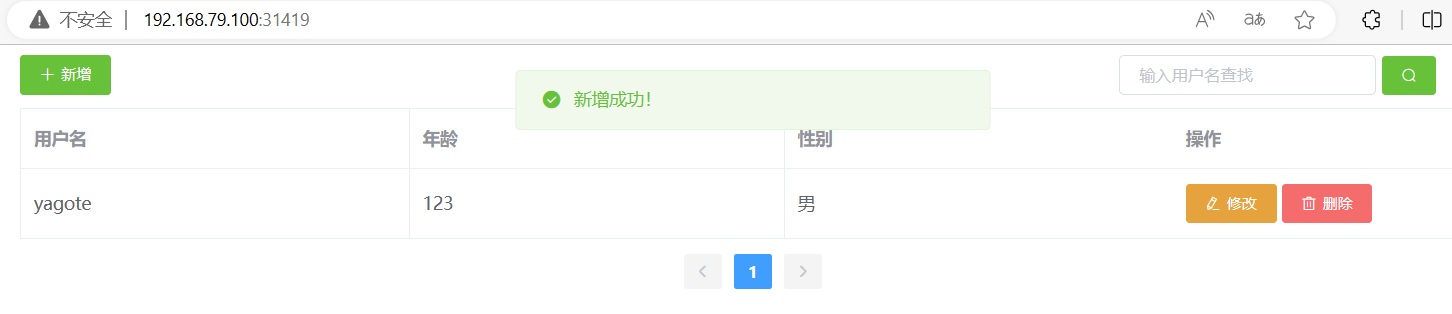 不安全 192.168.79.100:31419 A aあ
新增 输入用户名查找
新增成功!
用户名 年龄 性别 操作
yagote 123 男 修改 删除
1